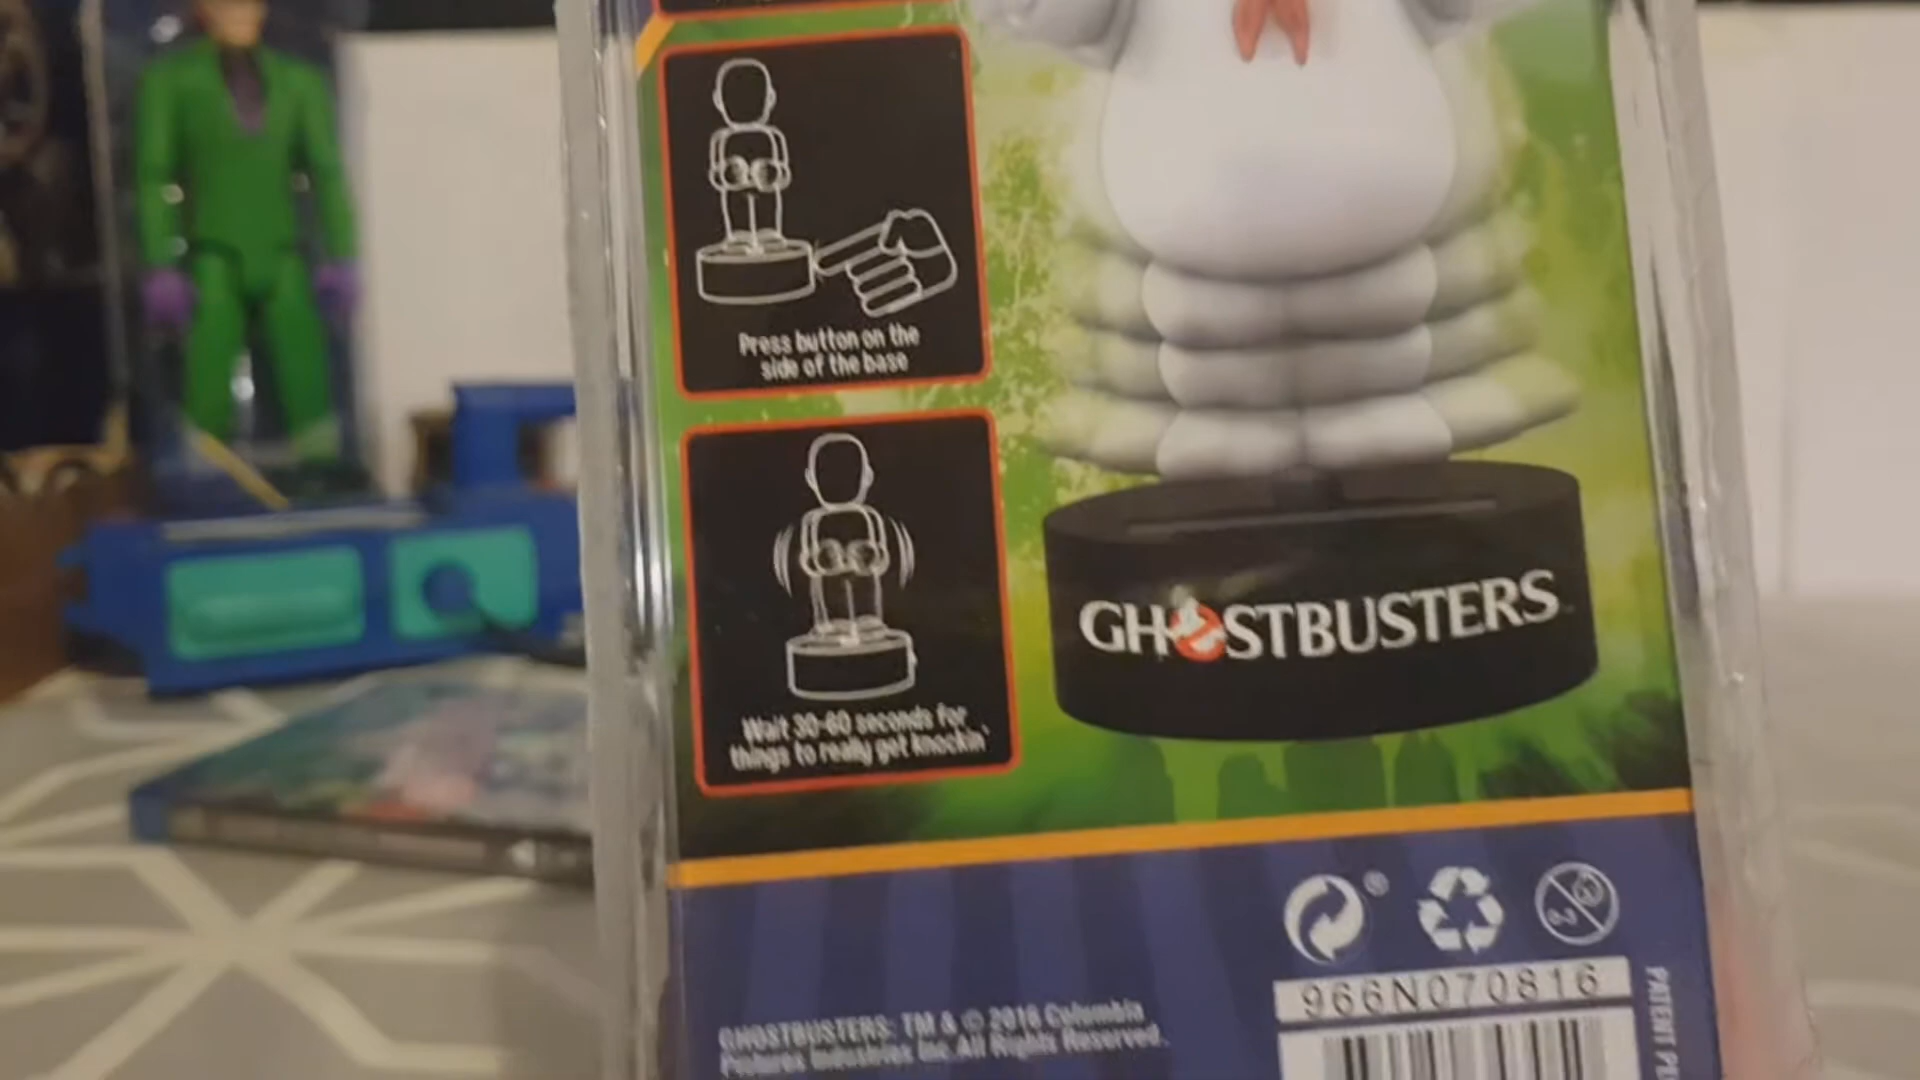 Press button on the
side of the base
Wait 30-60 seconds for
things to really get knockin'
GHOSTBUSTERS
966N070816
GHOSTBUSTERS: TM & © 2016 Columbia
Pictures Industries Inc. All Rights Reserved.
PATENT